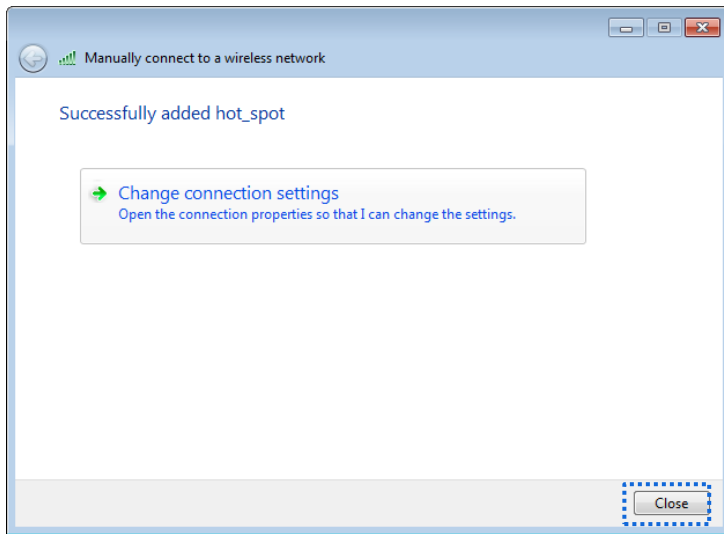 Manually connect to a wireless network
Successfully added hot_spot
Change connection settings
Open the connection properties so that I can change the settings.
Close